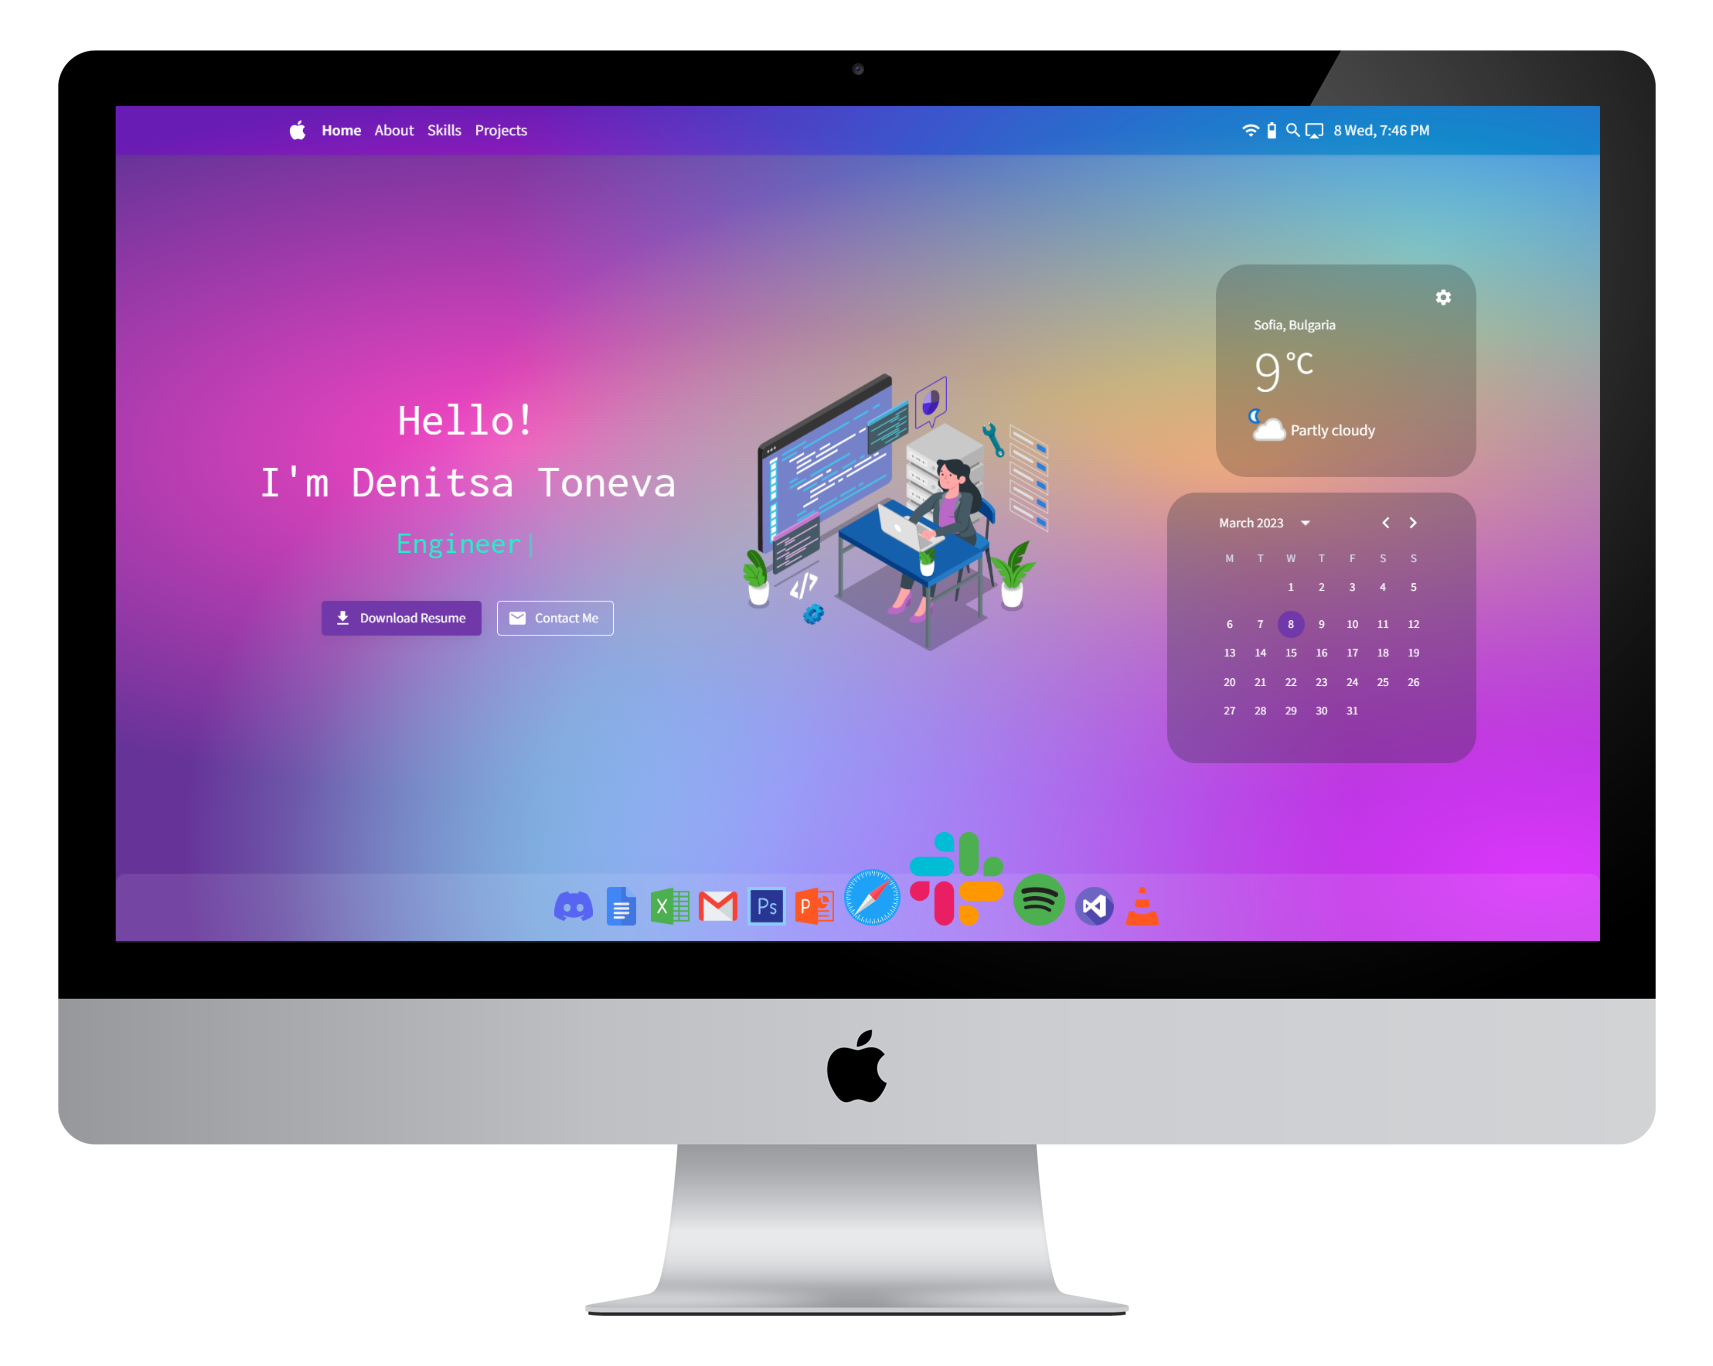 Home About Skills Projects
8 Wed, 7:46 PM
Hello!
I'm Denitsa Toneva
Engineer|
Download Resume
Contact Me
Sofia, Bulgaria
9 °C
Partly cloudy
March 2023
M T W T F S S
1 2 3 4 5
6 7 8 9 10 11 12
13 14 15 16 17 18 19
20 21 22 23 24 25 26
27 28 29 30 31
</>
X
Ps
P